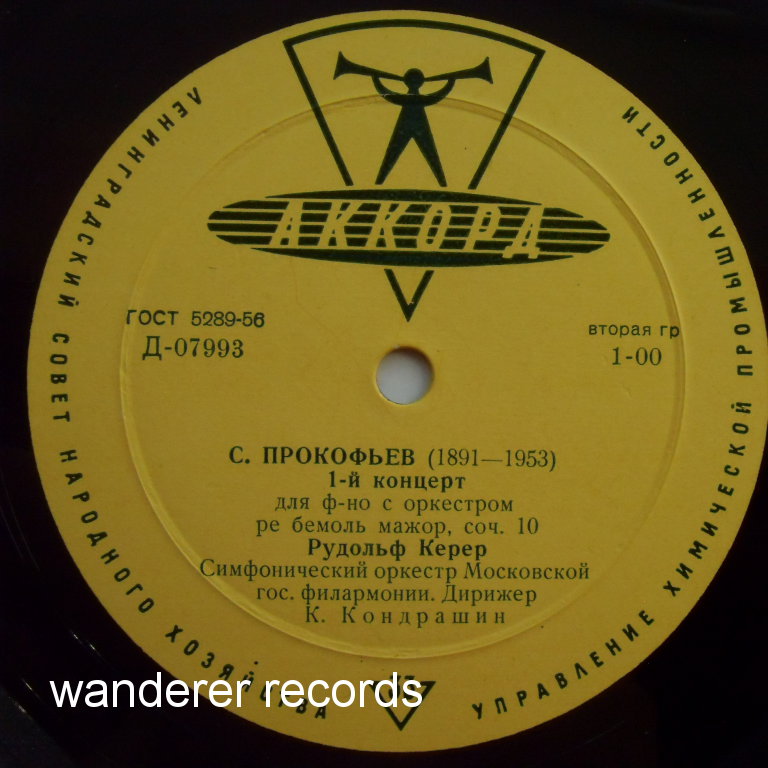 АККОРД
ЛЕНИНГРАДСКИЙ СОВЕТ НАРОДНОГО ХОЗЯЙСТВА
УПРАВЛЕНИЕ ХИМИЧЕСКОЙ ПРОМЫШЛЕННОСТИ
ГОСТ 5289-56
Д-07993
вторая гр
1-00
С. ПРОКОФЬЕВ (1891—1953)
1-й концерт
для ф-но с оркестром
ре бемоль мажор, соч. 10
Рудольф Керер
Симфонический оркестр Московской
гос. филармонии. Дирижер
К. Кондрашин
wanderer records